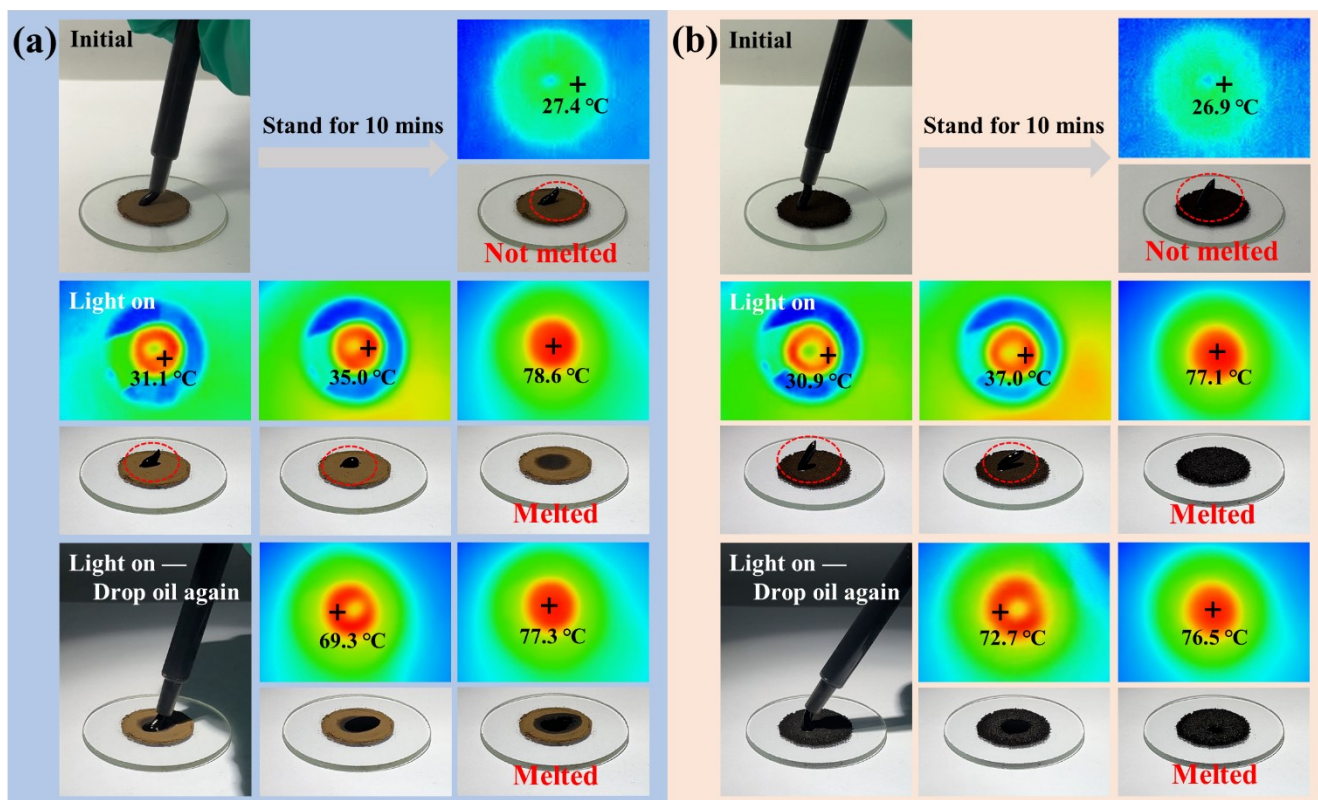 (a)
Initial
Stand for 10 mins
27.4 °C
Not melted
Light on
31.1 °C
35.0 °C
78.6 °C
Melted
Light on —
Drop oil again
69.3 °C
77.3 °C
Melted
(b)
Initial
Stand for 10 mins
26.9 °C
Not melted
Light on
30.9 °C
37.0 °C
77.1 °C
Melted
Light on —
Drop oil again
72.7 °C
76.5 °C
Melted